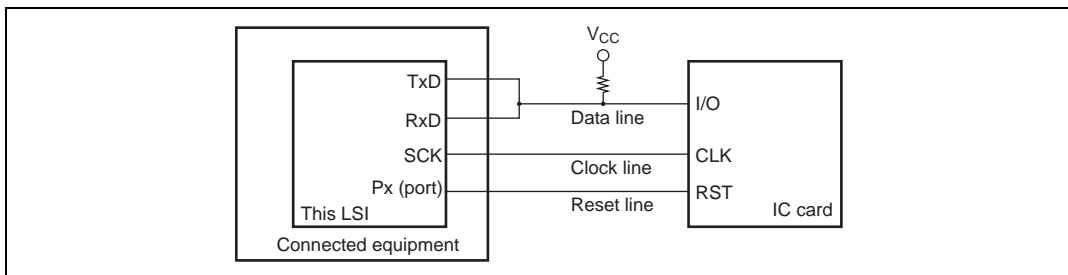 VCC
TxD
RxD
SCK
Px (port)
This LSI
Connected equipment
Data line
Clock line
Reset line
I/O
CLK
RST
IC card